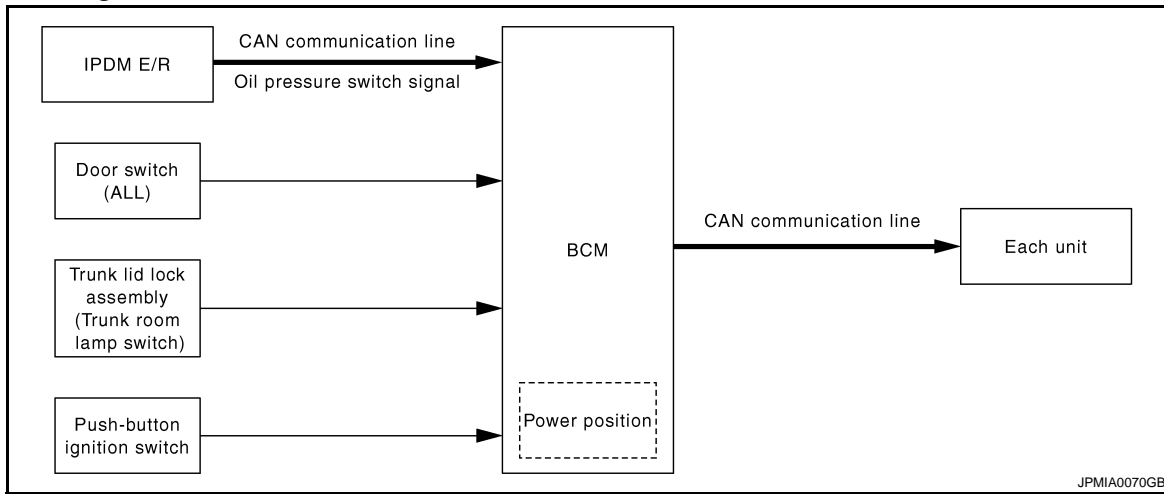 IPDM E/R
CAN communication line
Oil pressure switch signal
Door switch
(ALL)
Trunk lid lock
assembly
(Trunk room
lamp switch)
Push-button
ignition switch
BCM
Power position
CAN communication line
Each unit
JPMIA0070GB